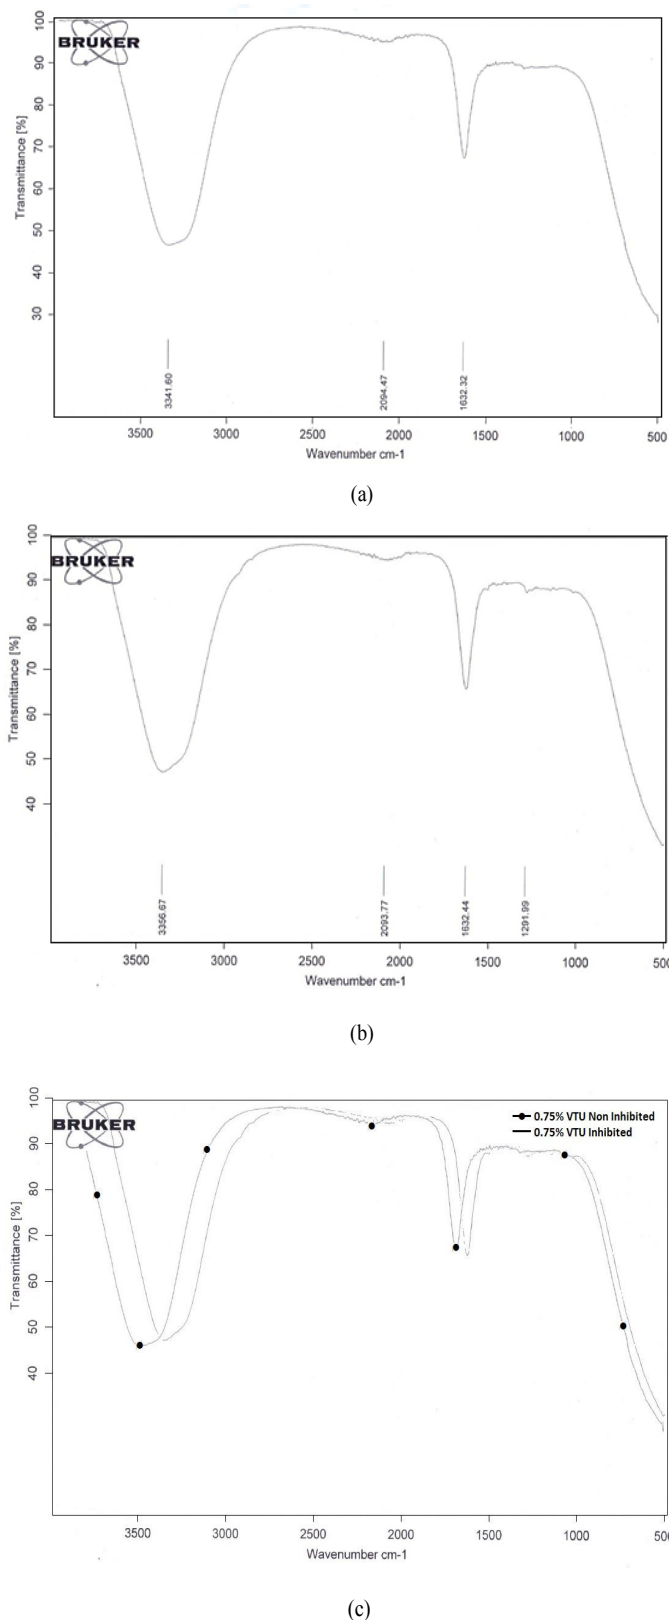 BRUKER
Transmittance [%]
100
90
80
70
60
50
40
30
3341.60
2094.47
1632.32
3500 3000 2500 2000 1500 1000 500
Wavenumber cm-1
(a)
BRUKER
Transmittance [%]
100
90
80
70
60
50
40
3356.67
2093.77
1632.44
1291.99
3500 3000 2500 2000 1500 1000 500
Wavenumber cm-1
(b)
BRUKER
0.75% VTU Non Inhibited
0.75% VTU Inhibited
Transmittance [%]
100
90
80
70
60
50
40
3500 3000 2500 2000 1500 1000 500
Wavenumber cm-1
(c)